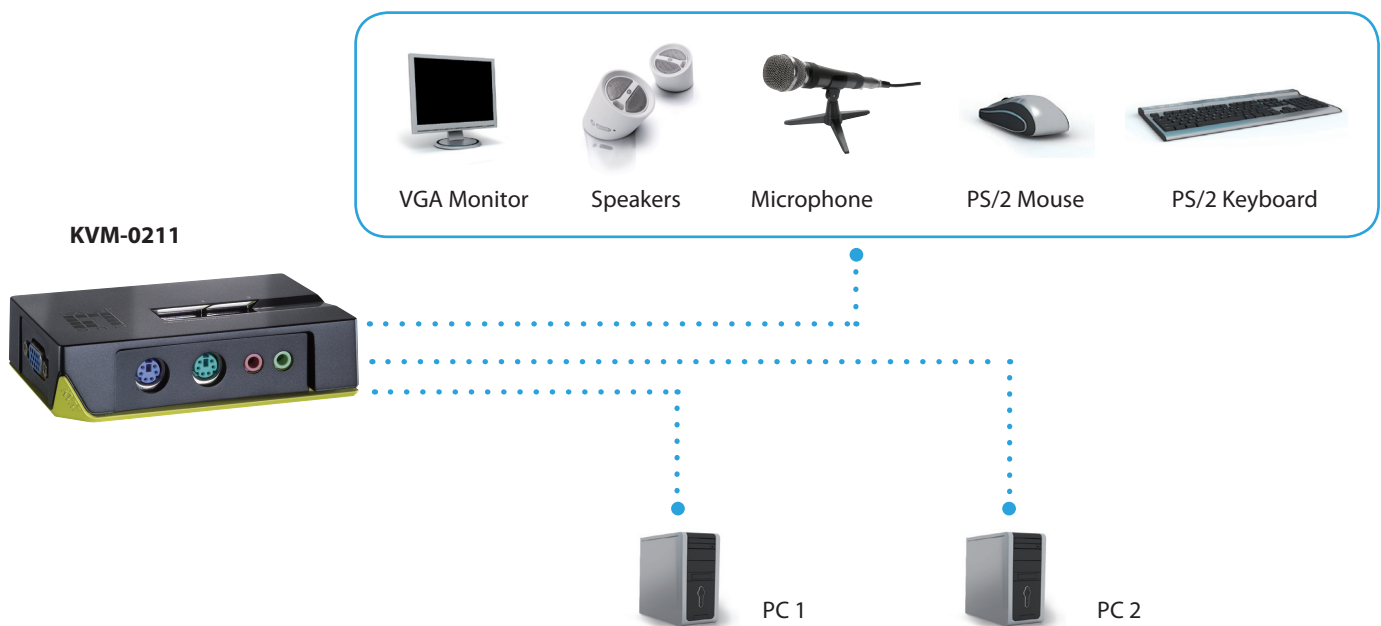 VGA Monitor
Speakers
Microphone
PS/2 Mouse
PS/2 Keyboard
KVM-0211
PC 1
PC 2